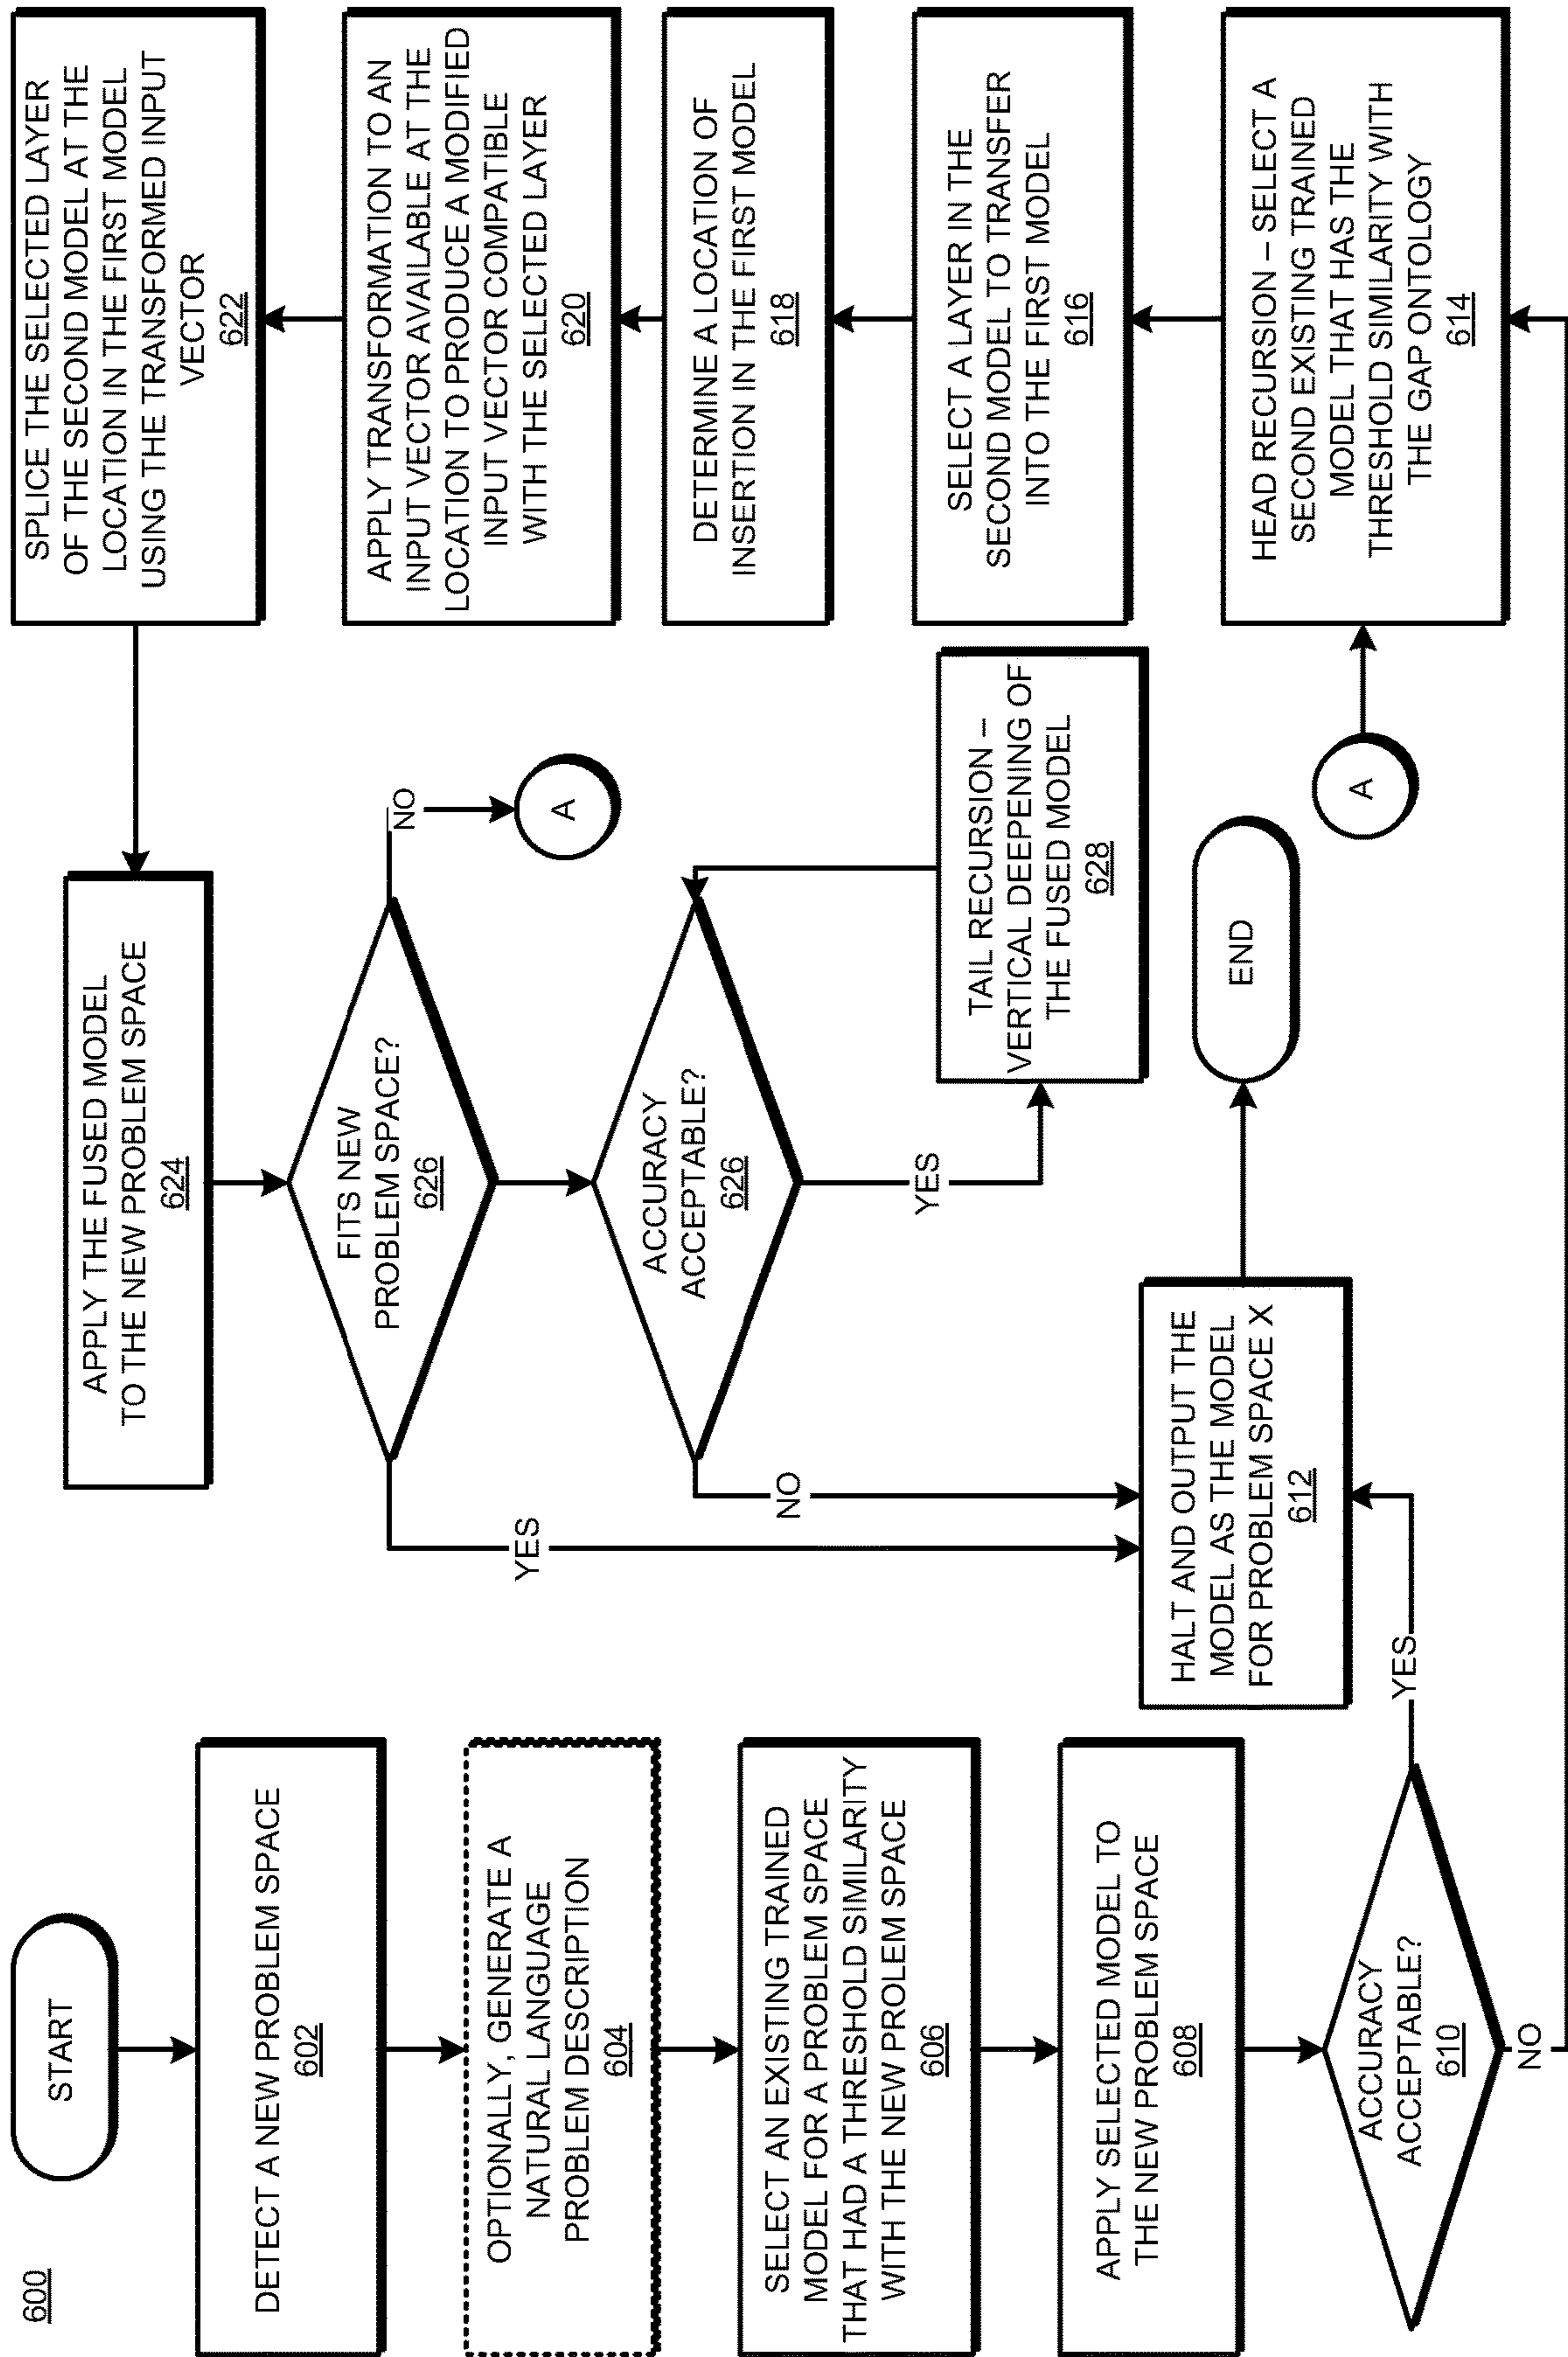 600
START
DETECT A NEW PROBLEM SPACE
602
OPTIONALLY, GENERATE A
NATURAL LANGUAGE
PROBLEM DESCRIPTION
604
SELECT AN EXISTING TRAINED
MODEL FOR A PROBLEM SPACE
THAT HAD A THRESHOLD SIMILARITY
WITH THE NEW PROLEM SPACE
606
APPLY SELECTED MODEL TO
THE NEW PROBLEM SPACE
608
ACCURACY
ACCEPTABLE?
610
YES
NO
HALT AND OUTPUT THE
MODEL AS THE MODEL
FOR PROBLEM SPACE X
612
END
APPLY THE FUSED MODEL
TO THE NEW PROBLEM SPACE
624
FITS NEW
PROBLEM SPACE?
626
YES
NO
A
ACCURACY
ACCEPTABLE?
626
NO
YES
TAIL RECURSION –
VERTICAL DEEPENING OF
THE FUSED MODEL
628
A
SPLICE THE SELECTED LAYER
OF THE SECOND MODEL AT THE
LOCATION IN THE FIRST MODEL
USING THE TRANSFORMED INPUT
VECTOR
622
APPLY TRANSFORMATION TO AN
INPUT VECTOR AVAILABLE AT THE
LOCATION TO PRODUCE A MODIFIED
INPUT VECTOR COMPATIBLE
WITH THE SELECTED LAYER
620
DETERMINE A LOCATION OF
INSERTION IN THE FIRST MODEL
618
SELECT A LAYER IN THE
SECOND MODEL TO TRANSFER
INTO THE FIRST MODEL
616
HEAD RECURSION – SELECT A
SECOND EXISTING TRAINED
MODEL THAT HAS THE
THRESHOLD SIMILARITY WITH
THE GAP ONTOLOGY
614